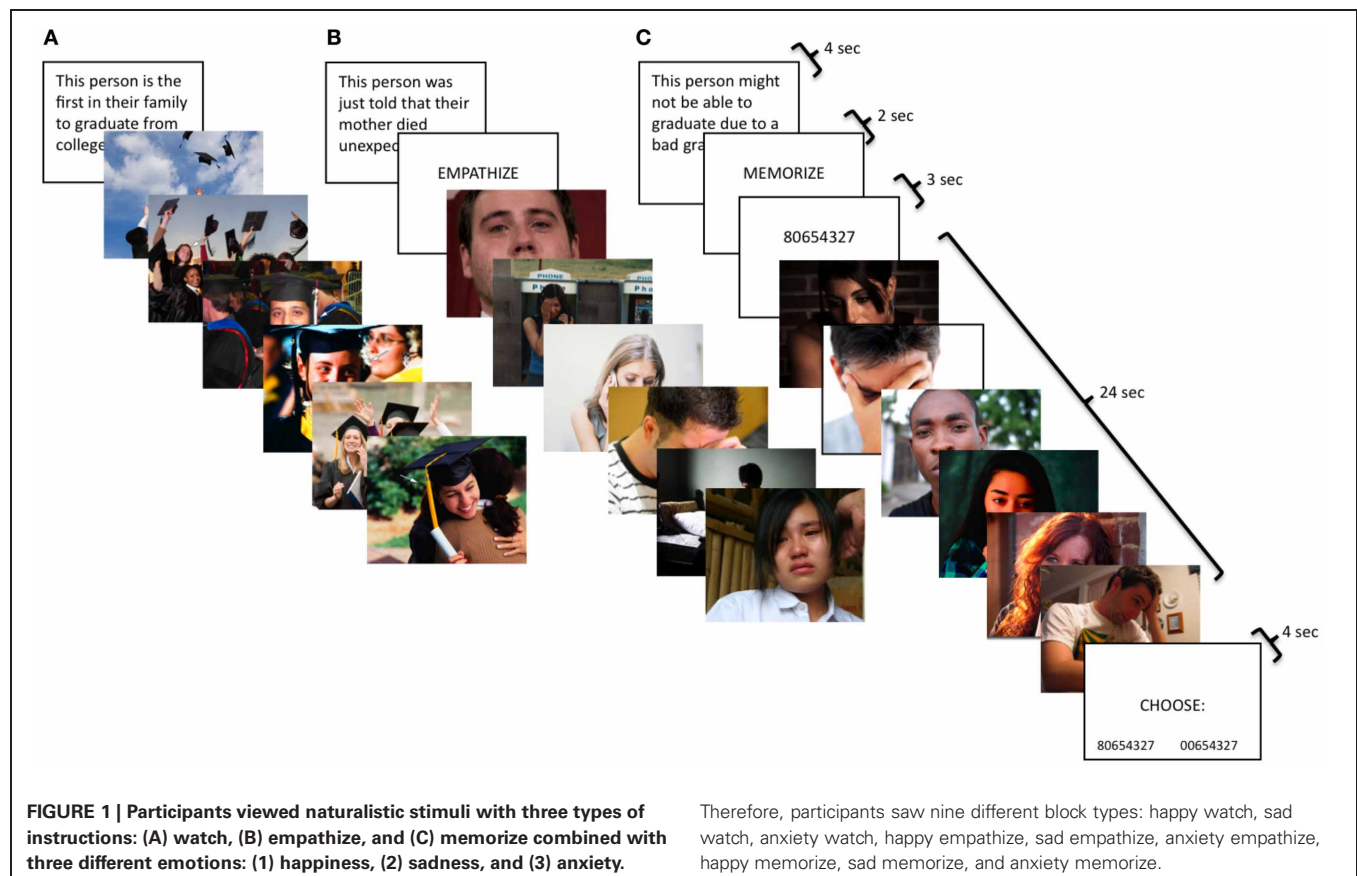 A
B
C
This person is the
first in their family
to graduate from
college
This person was
just told that their
mother died
EMPATHIZE
This person might
not be able to
graduate due to a
bad
MEMORIZE
80654327
4 sec
2 sec
3 sec
24 sec
4 sec
PHONE
CHOOSE:
80654327 00654327
FIGURE 1 | Participants viewed naturalistic stimuli with three types of
instructions: (A) watch, (B) empathize, and (C) memorize combined with
three different emotions: (1) happiness, (2) sadness, and (3) anxiety.
Therefore, participants saw nine different block types: happy watch, sad
watch, anxiety watch, happy empathize, sad empathize, anxiety empathize,
happy memorize, sad memorize, and anxiety memorize.